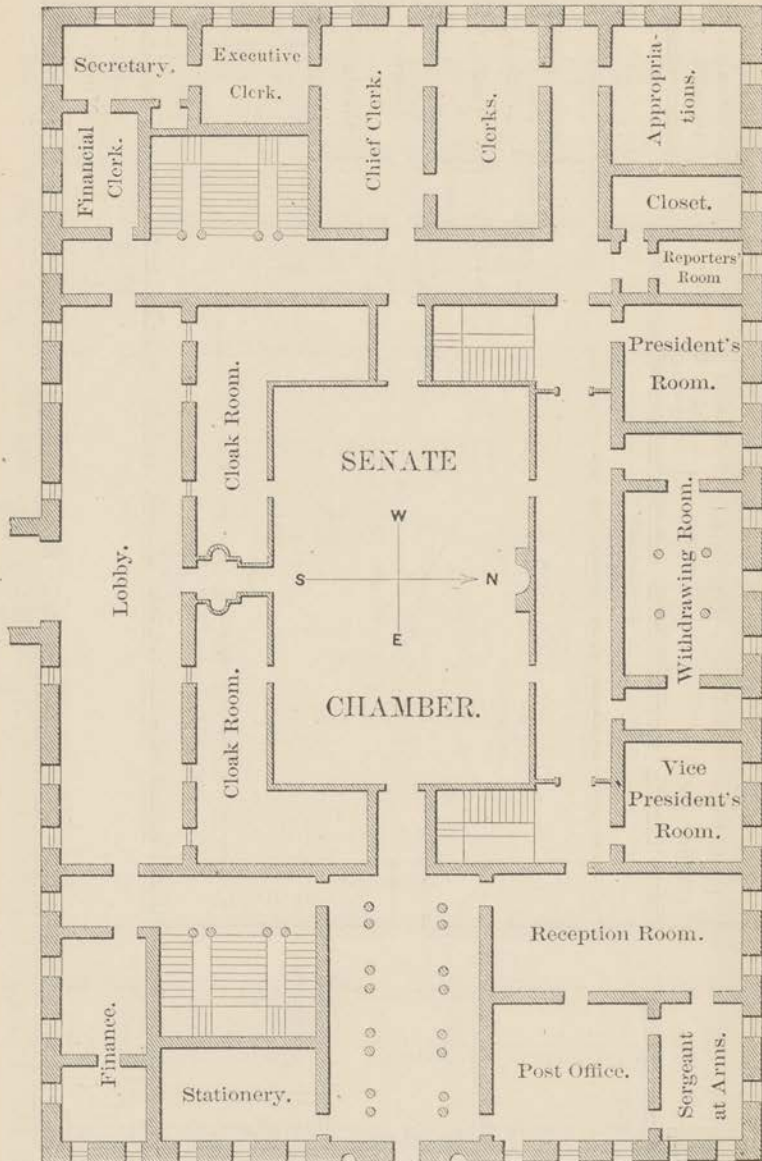 Secretary.
Executive
Clerk.
Financial
Clerk.
Chief Clerk.
Clerks.
Appropria-
tions.
Closet.
Reporters'
Room
President's
Room.
Cloak Room.
SENATE
W
S
N
E
CHAMBER.
Lobby.
Withdrawing Room.
Cloak Room.
Vice
President's
Room.
Reception Room.
Finance.
Stationery.
Post Office.
Sergeant
at Arms.